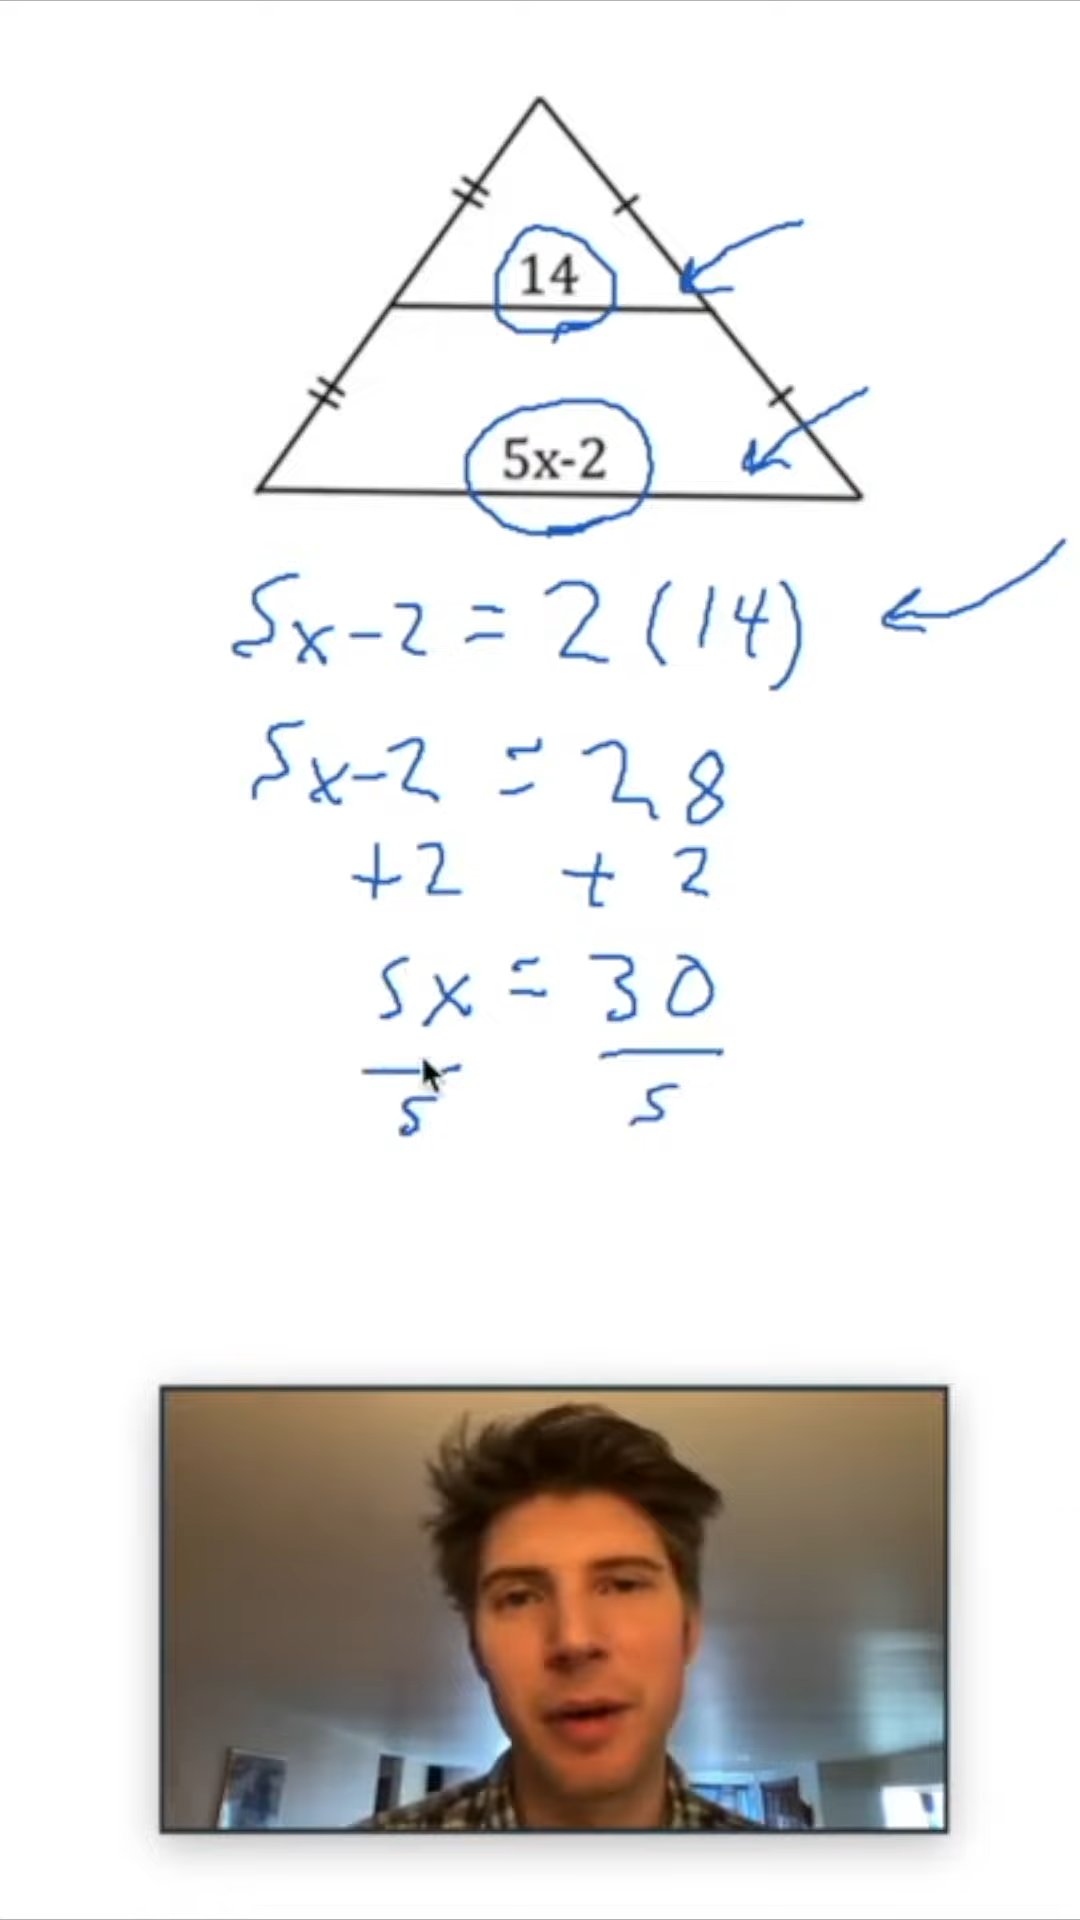 14
5x-2
5x-2 = 2(14)
5x-2 = 28
+2 + 2
5x = 30
5 5